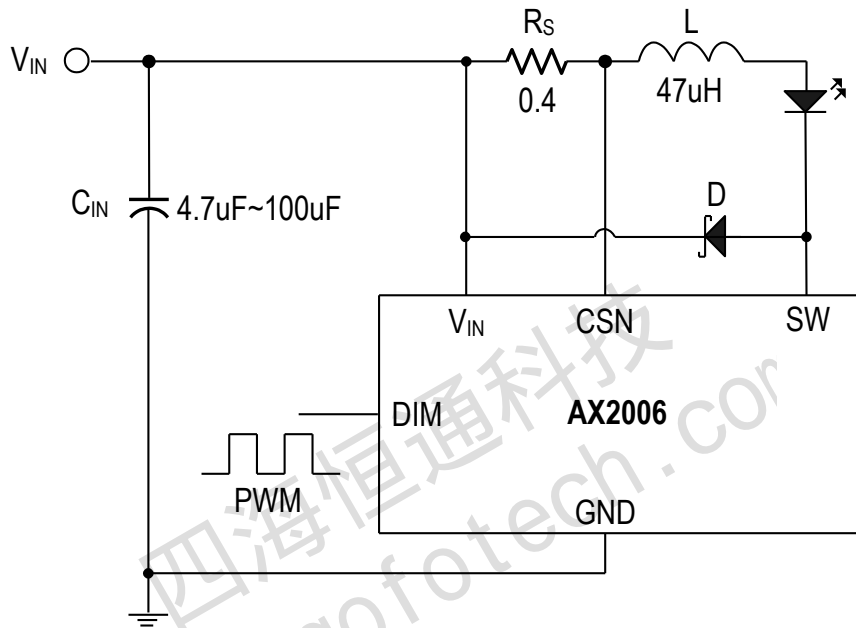 RS
L
VIN
0.4
47uH
CIN
4.7uF~100uF
D
VIN
CSN
SW
DIM
AX2006
PWM
GND
四海恒通科技
gofotech.com